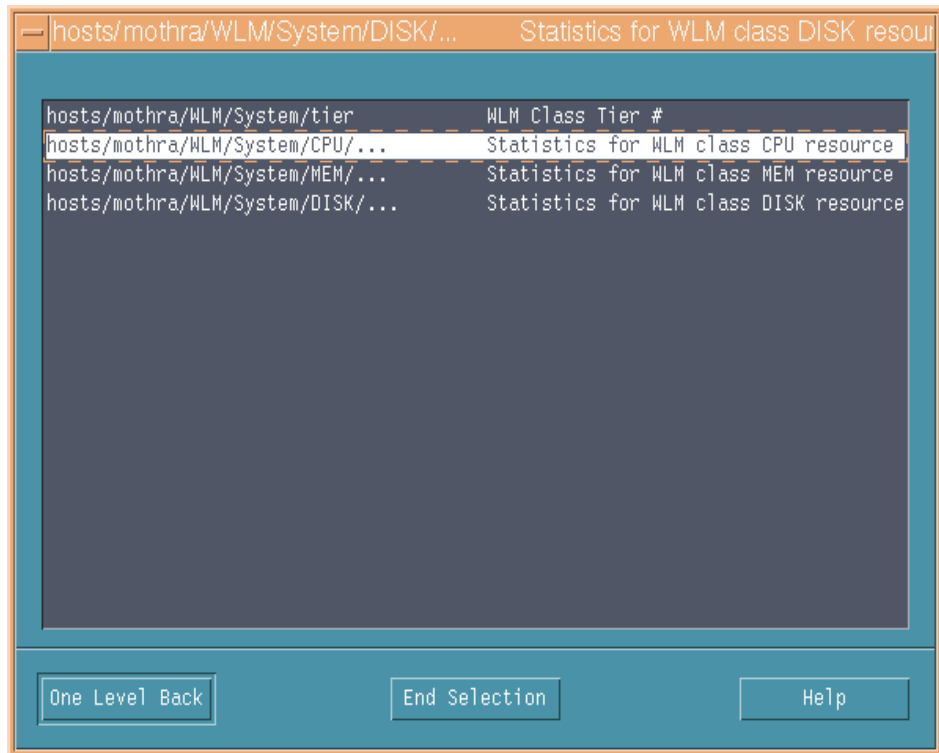 hosts/mothra/WLM/System/DISK/... Statistics for WLM class DISK resour
hosts/mothra/WLM/System/tier WLM Class Tier #
hosts/mothra/WLM/System/CPU/... Statistics for WLM class CPU resource
hosts/mothra/WLM/System/MEM/... Statistics for WLM class MEM resource
hosts/mothra/WLM/System/DISK/... Statistics for WLM class DISK resource
One Level Back End Selection Help